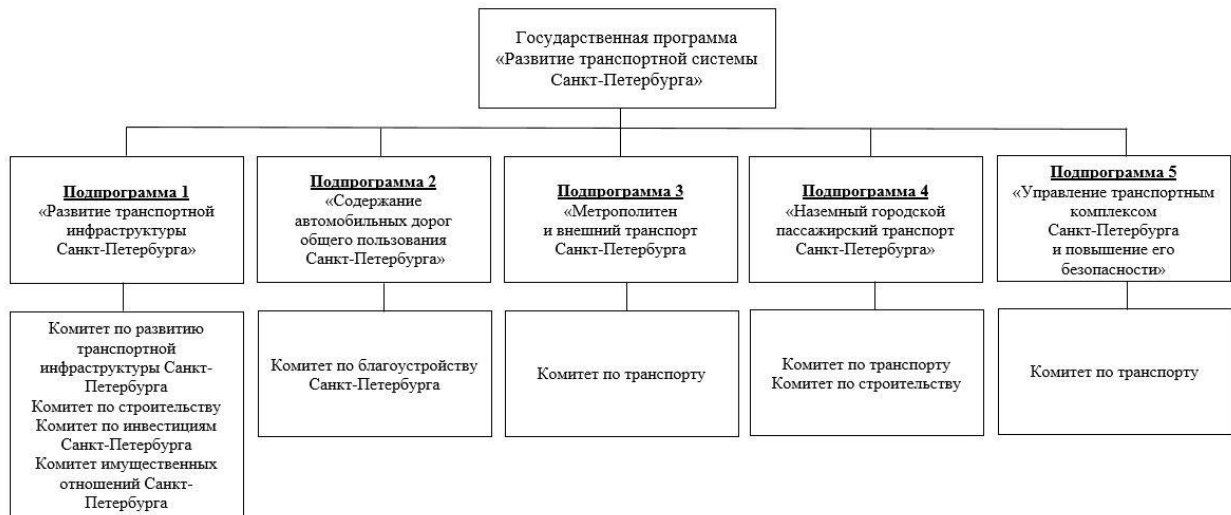 Государственная программа
«Развитие транспортной системы
Санкт-Петербурга»
Подпрограмма 1
«Развитие транспортной
инфраструктуры
Санкт-Петербурга»
Подпрограмма 2
«Содержание
автомобильных дорог
общего пользования
Санкт-Петербурга»
Подпрограмма 3
«Метрополитен
и внешний транспорт
Санкт-Петербурга
Подпрограмма 4
«Наземный городской
пассажирский транспорт
Санкт-Петербурга»
Подпрограмма 5
«Управление транспортным
комплексом
Санкт-Петербурга
и повышение его
безопасности»
Комитет по развитию
транспортной
инфраструктуры Санкт-
Петербурга
Комитет по строительству
Комитет по инвестициям
Санкт-Петербурга
Комитет имущественных
отношений Санкт-
Петербурга
Комитет по благоустройству
Санкт-Петербурга
Комитет по транспорту
Комитет по транспорту
Комитет по строительству
Комитет по транспорту